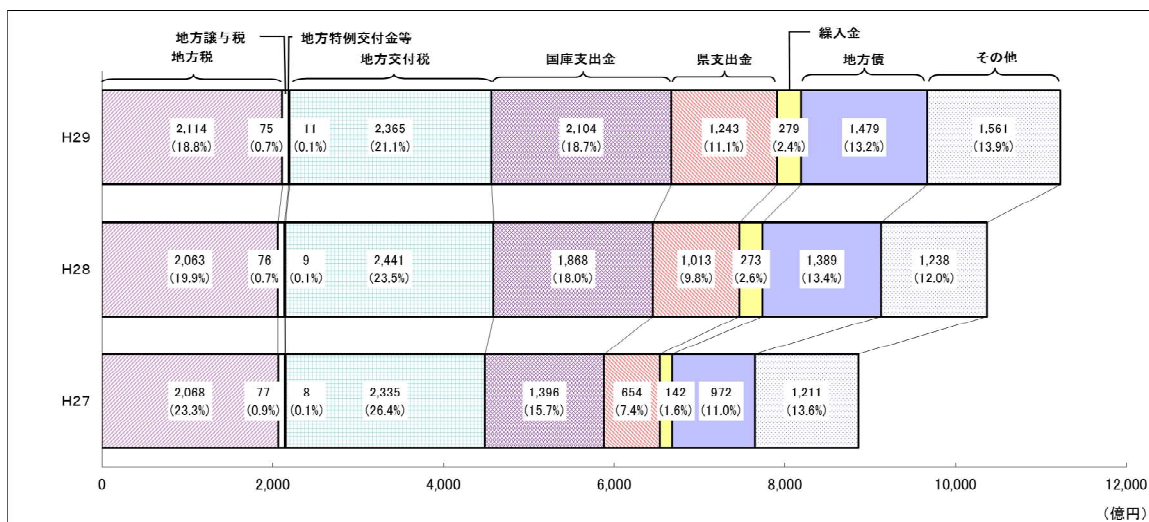 地方譲与税 地方特例交付金等 繰入金
地方税 地方交付税 国庫支出金 県支出金 地方債 その他
H29
2,114 75 11 2,365 2,104 1,243 279 1,479 1,561
(18.8%) (0.7%) (0.1%) (21.1%) (18.7%) (11.1%) (2.4%) (13.2%) (13.9%)
H28
2,063 76 9 2,441 1,868 1,013 273 1,389 1,238
(19.9%) (0.7% (0.1%) (23.5%) (18.0%) (9.8%) (2.6%) (13.4%) (12.0%)
H27
2,068 77 8 2,335 1,396 654 142 972 1,211
(23.3%) (0.9%) (0.1%) (26.4%) (15.7%) (7.4%) (1.6%) (11.0%) (13.6%)
0 2,000 4,000 6,000 8,000 10,000 12,000
(億円)